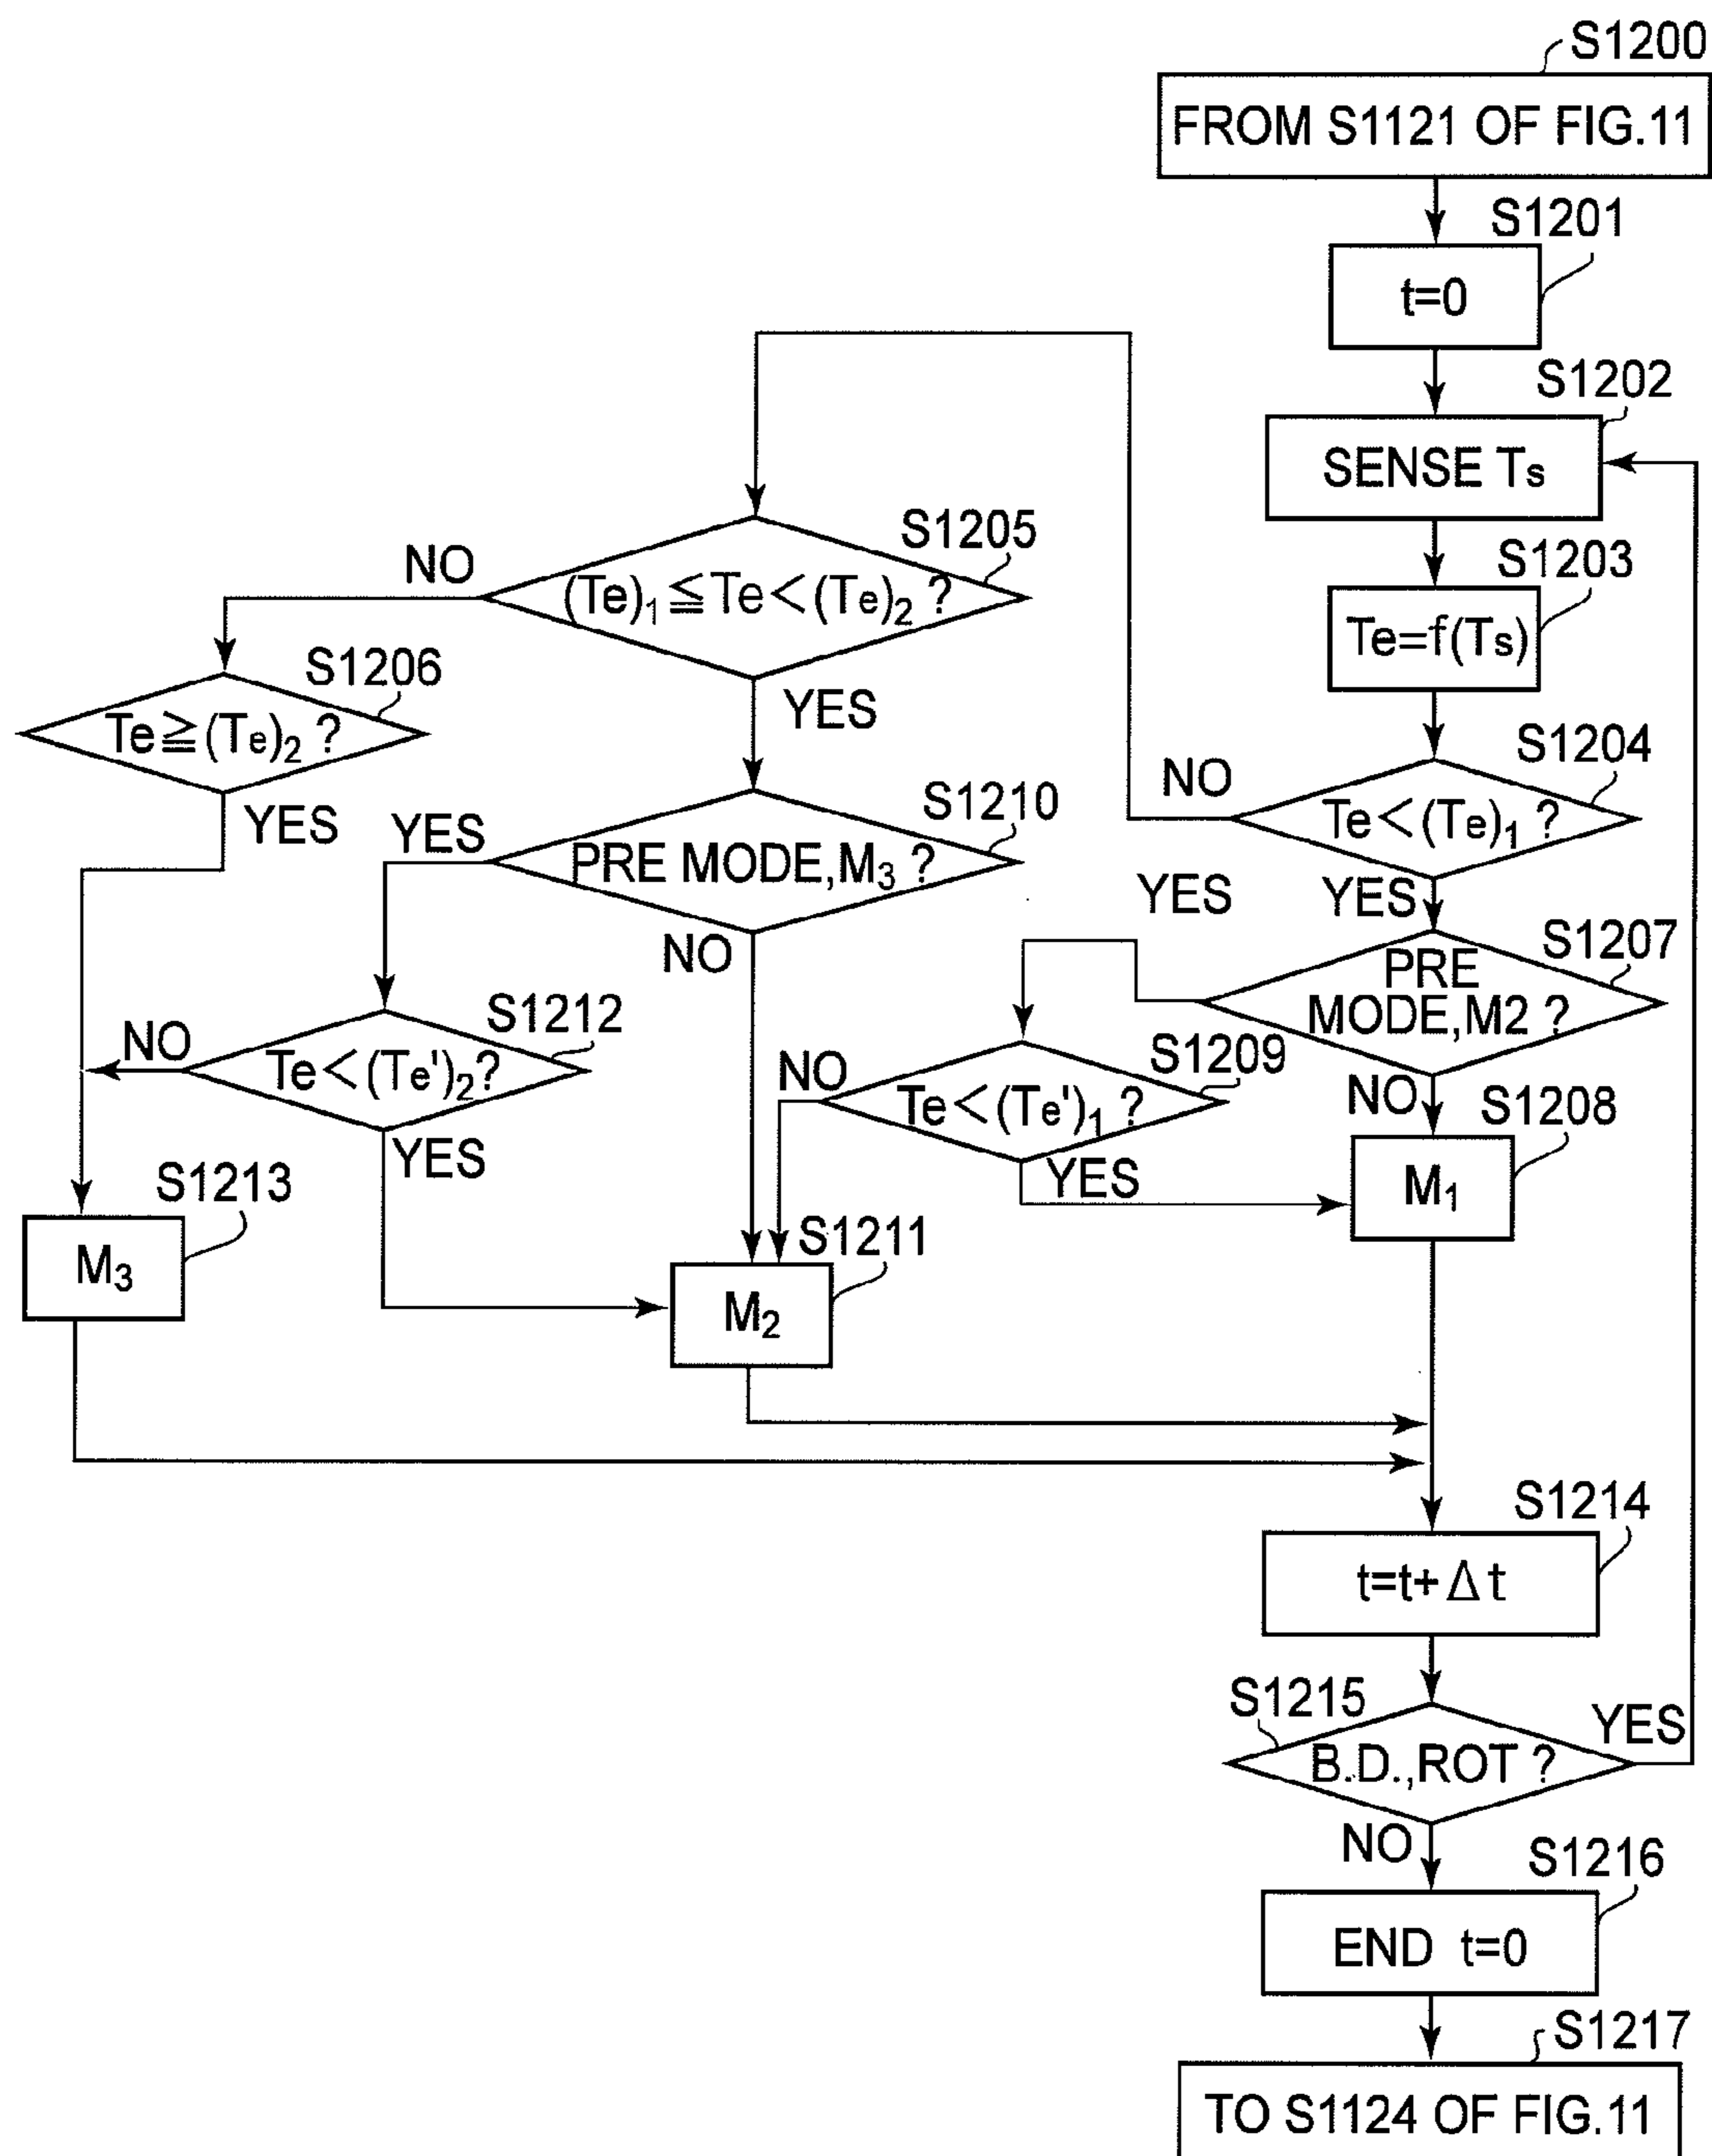 S1200
FROM S1121 OF FIG.11
S1201
t=0
S1202
SENSE Ts
S1203
Te=f(Ts)
S1204
Te<(Te)1 ?
NO
YES
S1205
(Te)1≦Te<(Te)2 ?
NO
YES
S1206
Te≧(Te)2 ?
YES
S1210
PRE MODE,M3 ?
YES
NO
S1207
PRE
MODE,M2 ?
YES
NO
S1212
Te<(Te')2?
NO
YES
S1209
Te<(Te')1 ?
NO
YES
S1208
M1
S1213
M3
S1211
M2
S1214
t=t+Δt
S1215
B.D.,ROT ?
YES
NO
S1216
END t=0
S1217
TO S1124 OF FIG.11